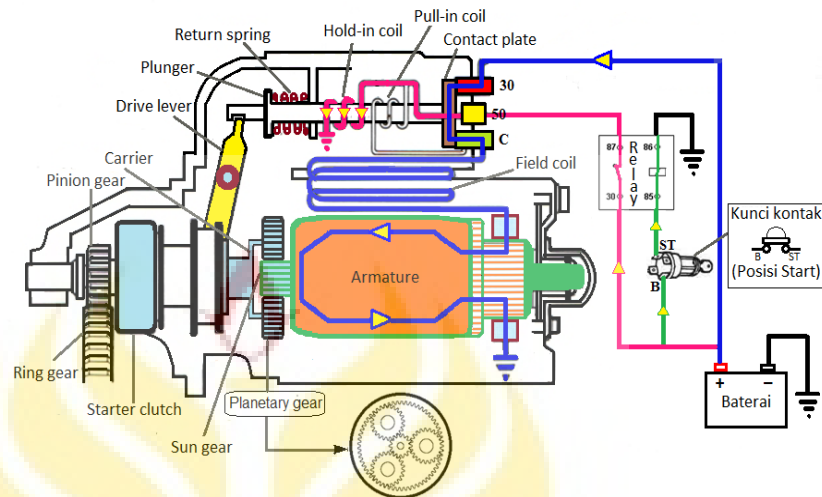 Return spring
Hold-in coil
Pull-in coil
Contact plate
Plunger
Drive lever
Carrier
Pinion gear
30
50
C
Field coil
87
86
30
85
Relay
Kunci kontak
B ST
(Posisi Start)
ST
B
Armature
Ring gear
Starter clutch
Sun gear
Planetary gear
+ −
Baterai